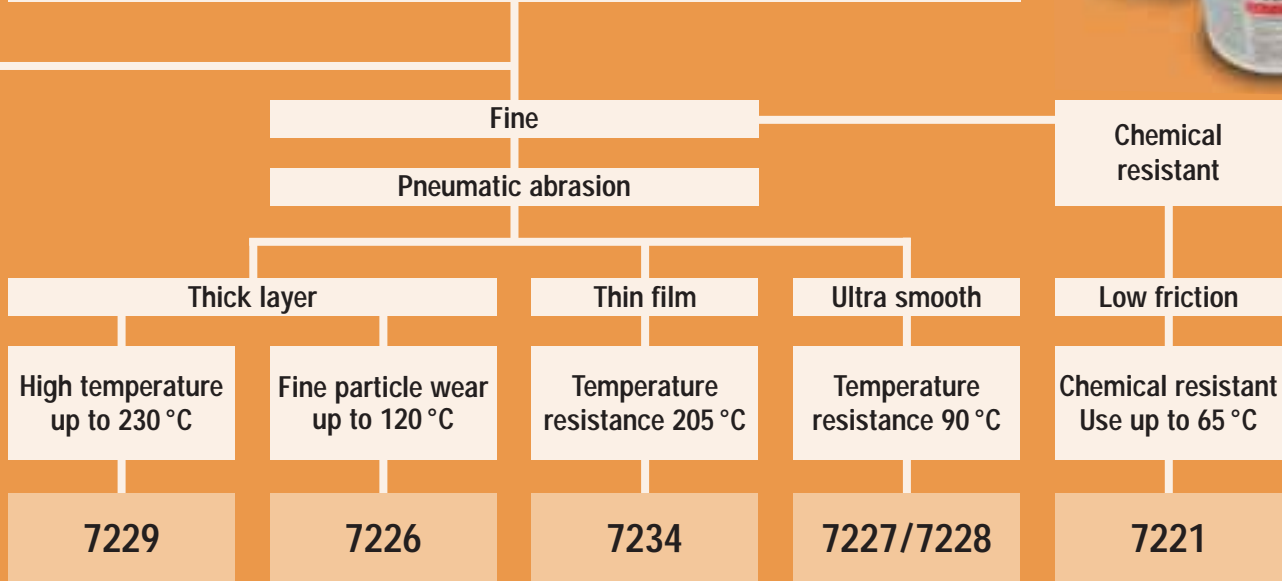 Fine
Chemical
resistant
Pneumatic abrasion
Thick layer
Thin film
Ultra smooth
Low friction
High temperature
up to 230 °C
Fine particle wear
up to 120 °C
Temperature
resistance 205 °C
Temperature
resistance 90 °C
Chemical resistant
Use up to 65 °C
7229
7226
7234
7227/7228
7221